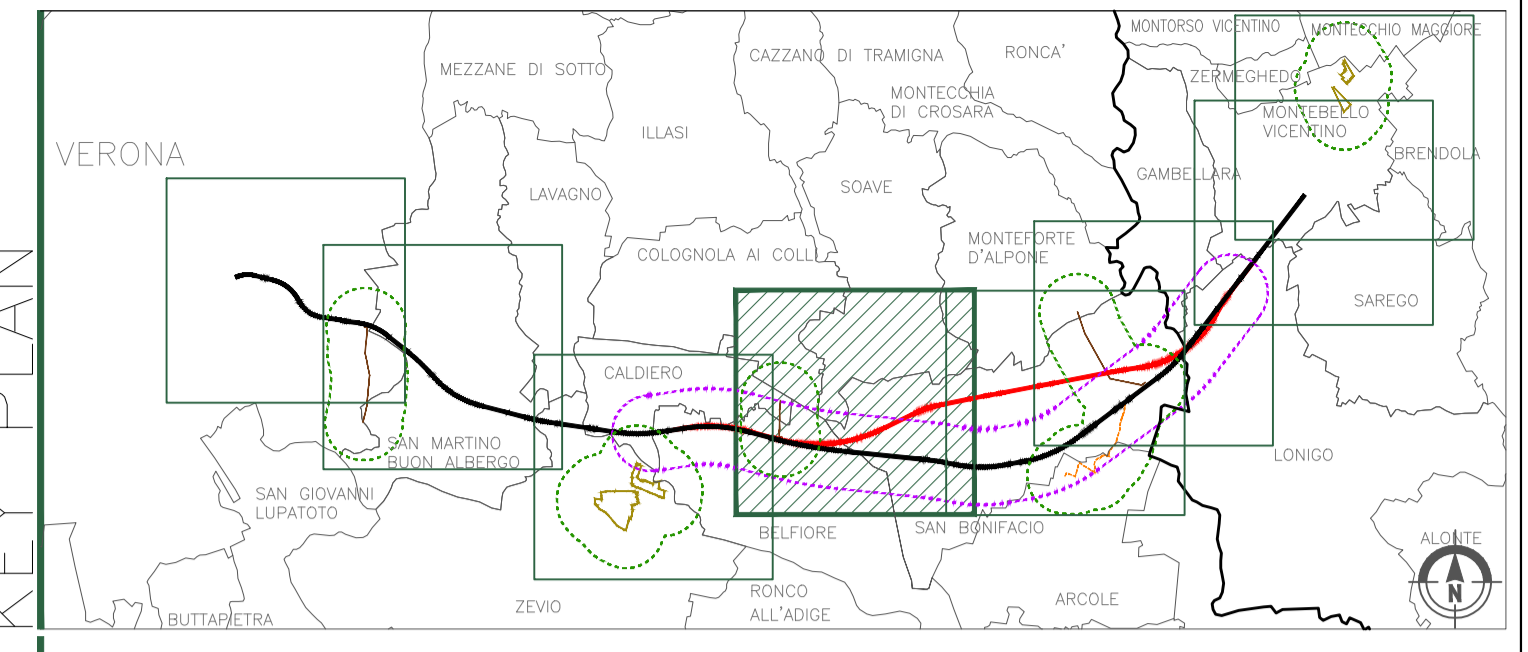 KEY PLAN
MONTORSO VICENTINO
MONTECCHIO MAGGIORE
CAZZANO DI TRAMIGNA
RONCA'
MEZZANE DI SOTTO
ZERMEGHEDO
MONTECCHIA
DI CROSARA
MONTEBELLO
VICENTINO
ILLASI
VERONA
BRENDOLA
GAMBELLARA
SOAVE
LAVAGNO
MONTEFORTE
D'ALPONE
COLOGNOLA AI COLLI
SAREGO
CALDIERO
SAN MARTINO
BUON ALBERGO
LONIGO
SAN GIOVANNI
LUPATOTO
BELFIORE
SAN BONIFACIO
ALONTE
RONCO
ALL'ADIGE
ARCOLE
ZEVIO
BUTTAPIETRA
N